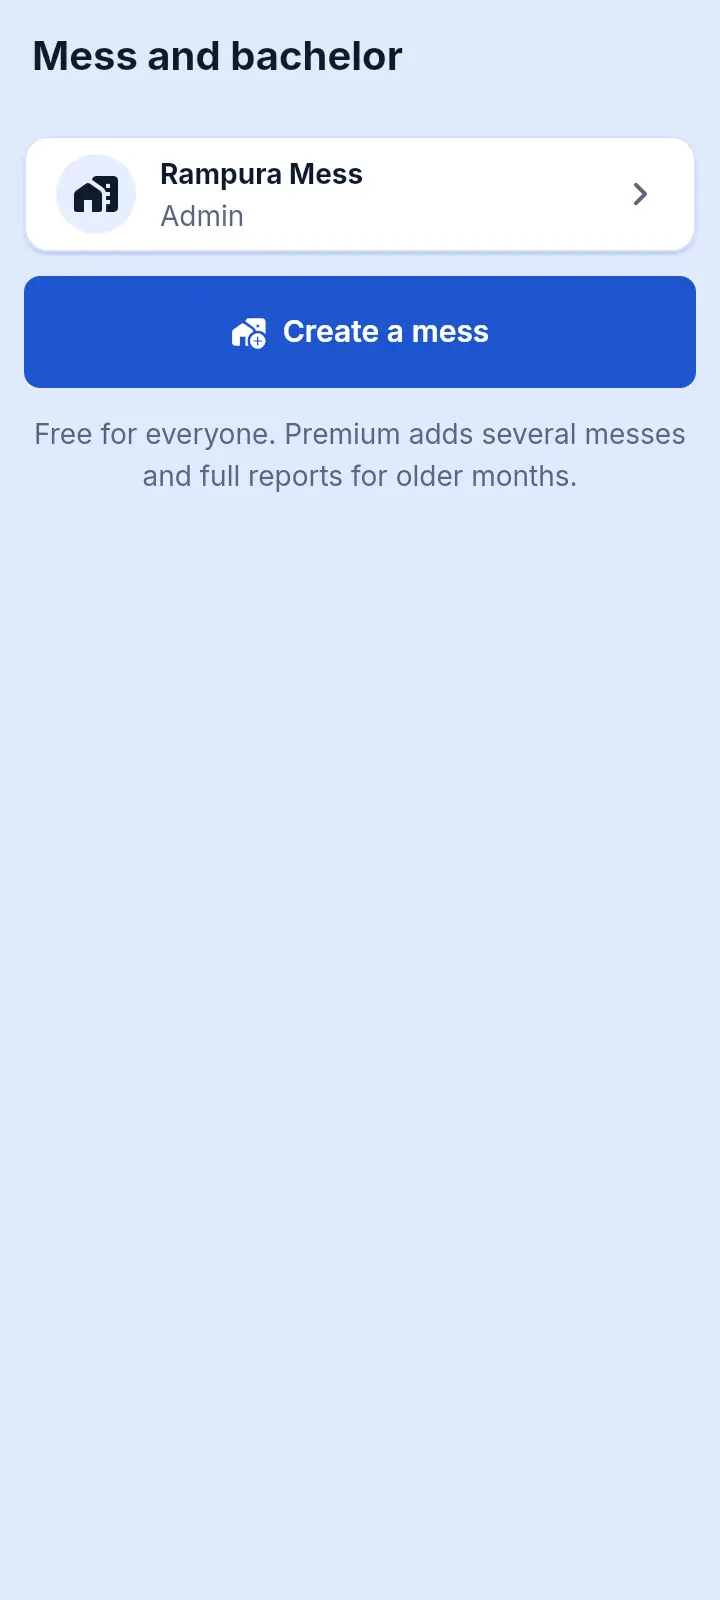 Mess and bachelor
Rampura Mess
Admin
Create a mess
Free for everyone. Premium adds several messes
and full reports for older months.